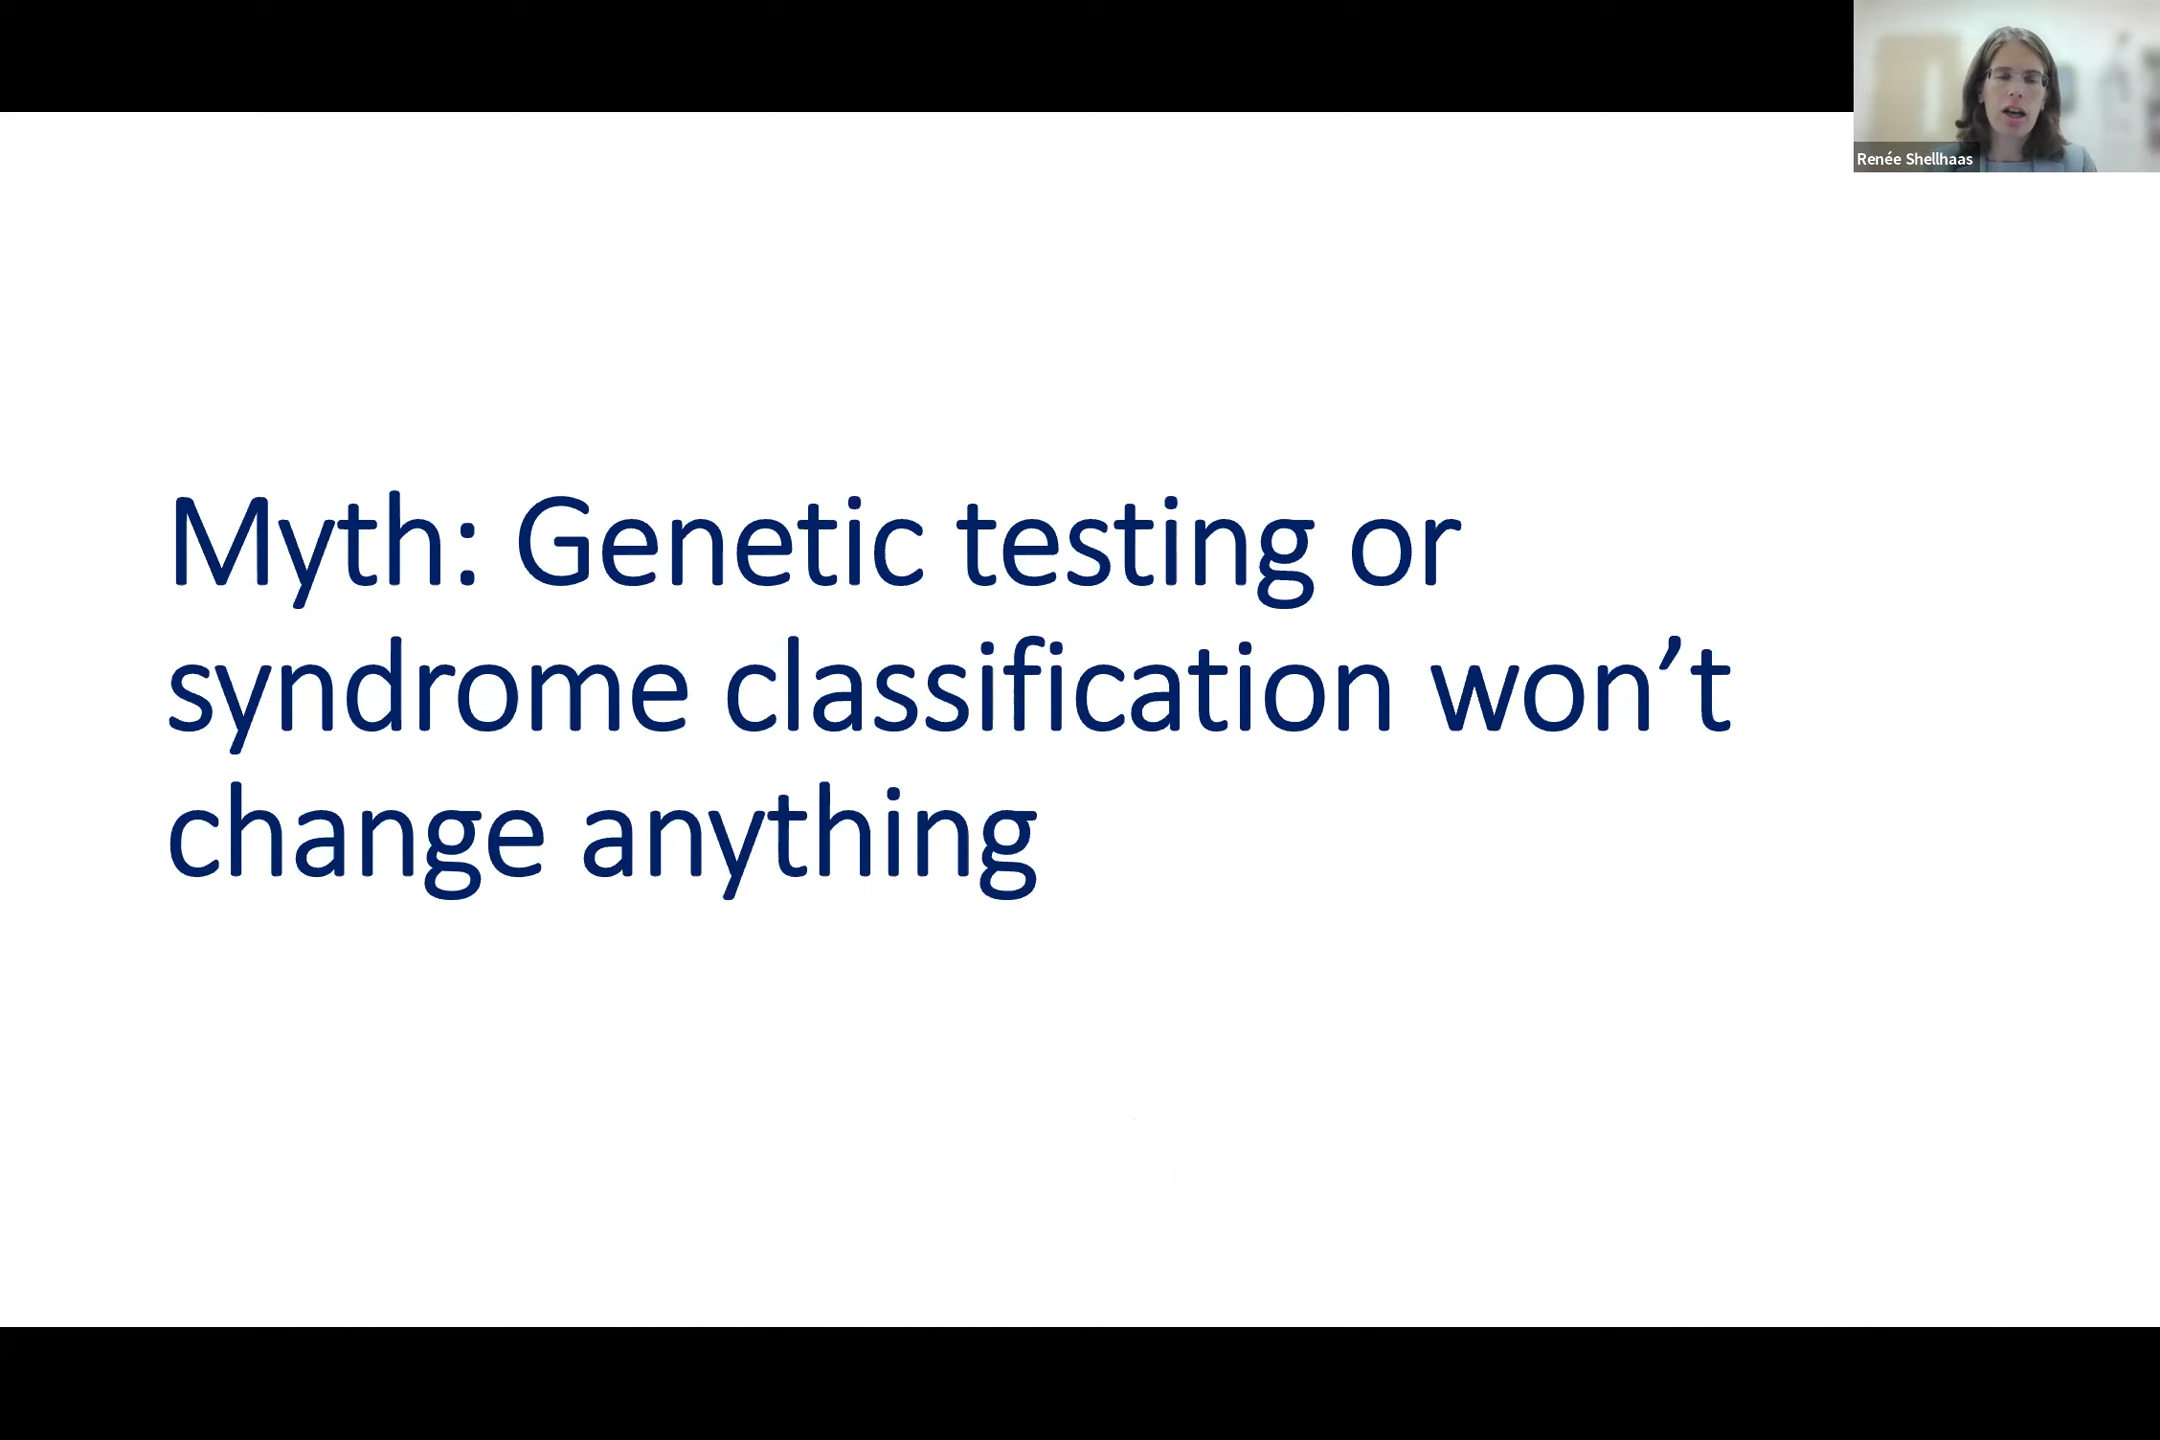 Renée Shellhaas
Myth: Genetic testing or
syndrome classification won’t
change anything